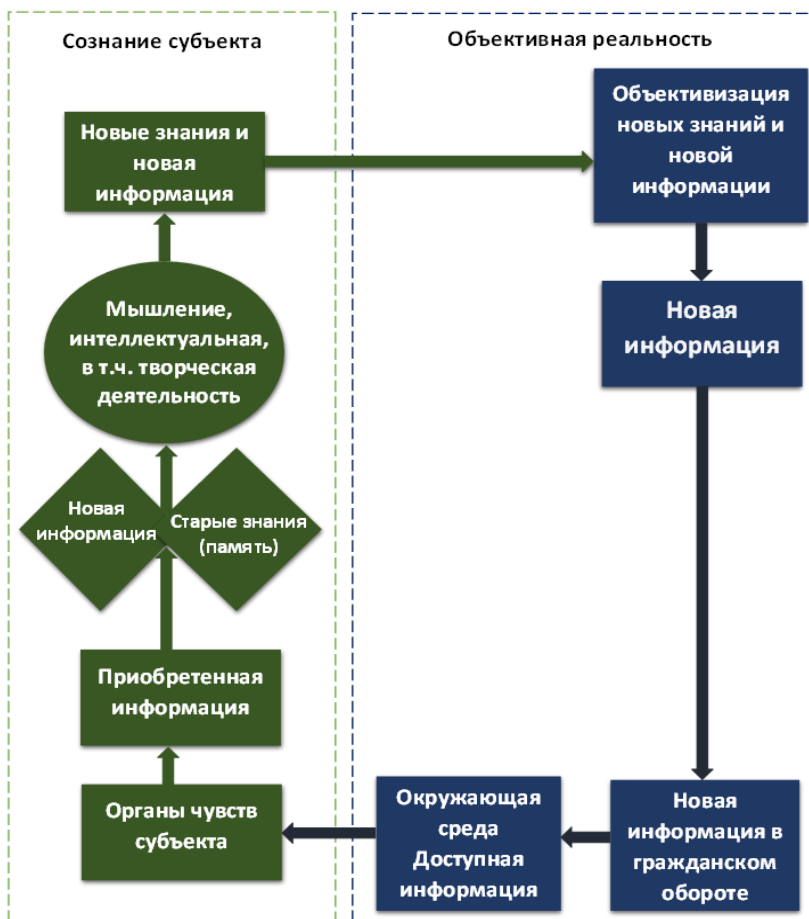 Сознание субъекта
Объективная реальность
Новые знания и
новая
информация
Объективизация
новых знаний и
новой
информации
Новая
информация
Мышление,
интеллектуальная,
в т.ч. творческая
деятельность
Новая
информация
Старые знания
(память)
Приобретенная
информация
Органы чувств
субъекта
Окружающая
среда
Доступная
информация
Новая
информация в
гражданском
обороте